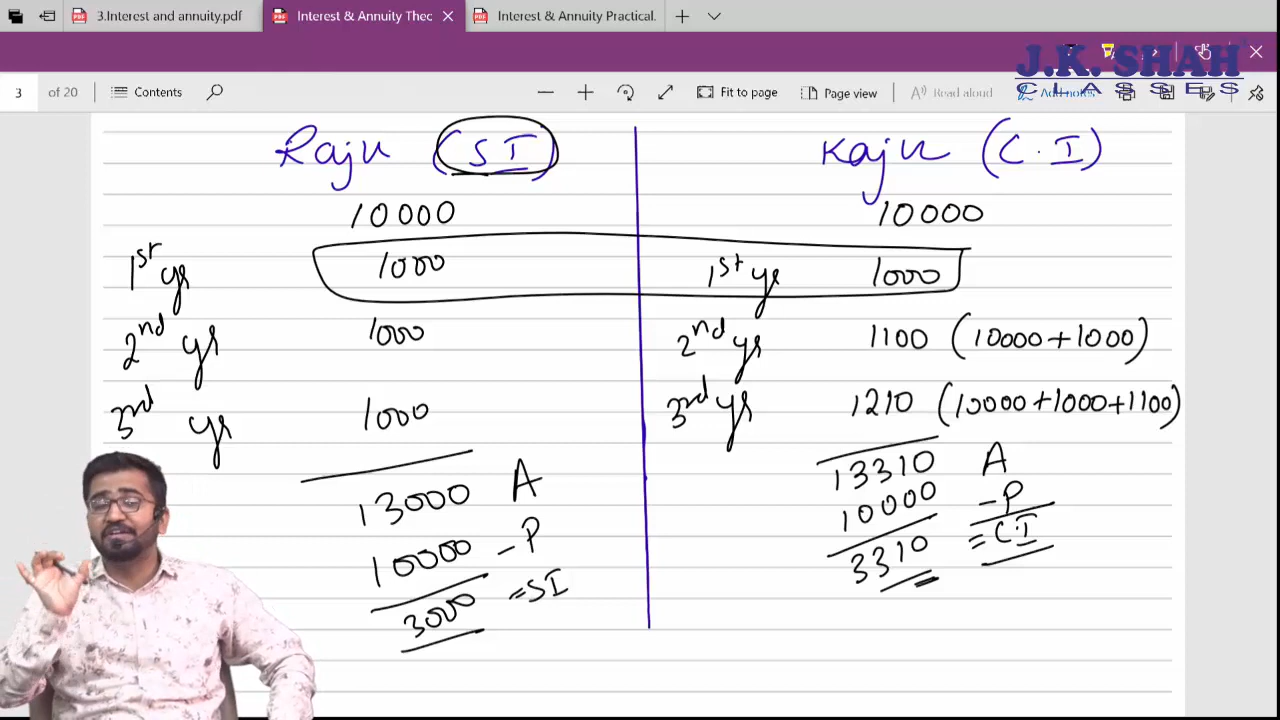 3.Interest and annuity.pdf
Interest & Annuity Thec
Interest & Annuity Practical.
J.K. SHAH
CLASSES
3 of 20
Contents
Fit to page
Page view
Read aloud
Add notes
Raju (SI)
10000
1st yr 1000
2nd yr 1000
3rd yr 1000
13000 A
10000 - P
3000 = SI
Kaju (C.I)
10000
1st yr 1000
2nd yr 1100 (10000+1000)
3rd yr 1210 (10000+1000+1100)
13310 A
10000 - P
3310 = C.I